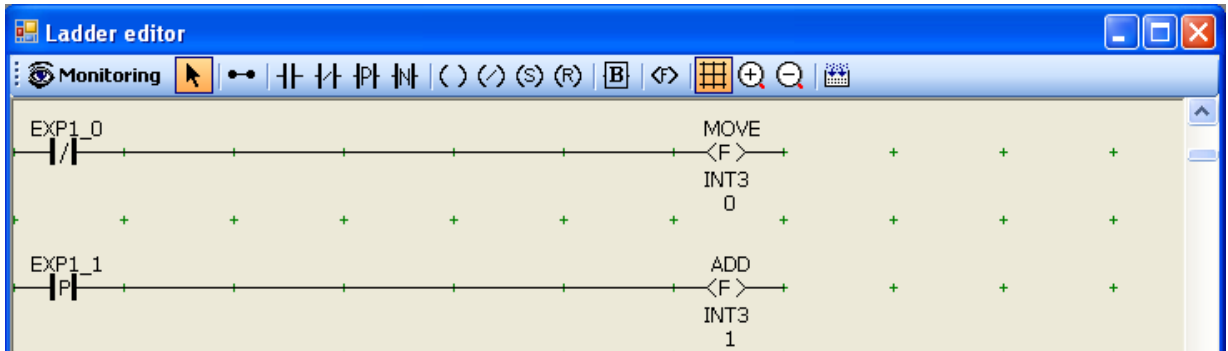 Ladder editor
Monitoring P N ( ) (/) (S) (R) B <F>
EXP1_0 MOVE
/ <F>
INT3
0
EXP1_1 ADD
P <F>
INT3
1